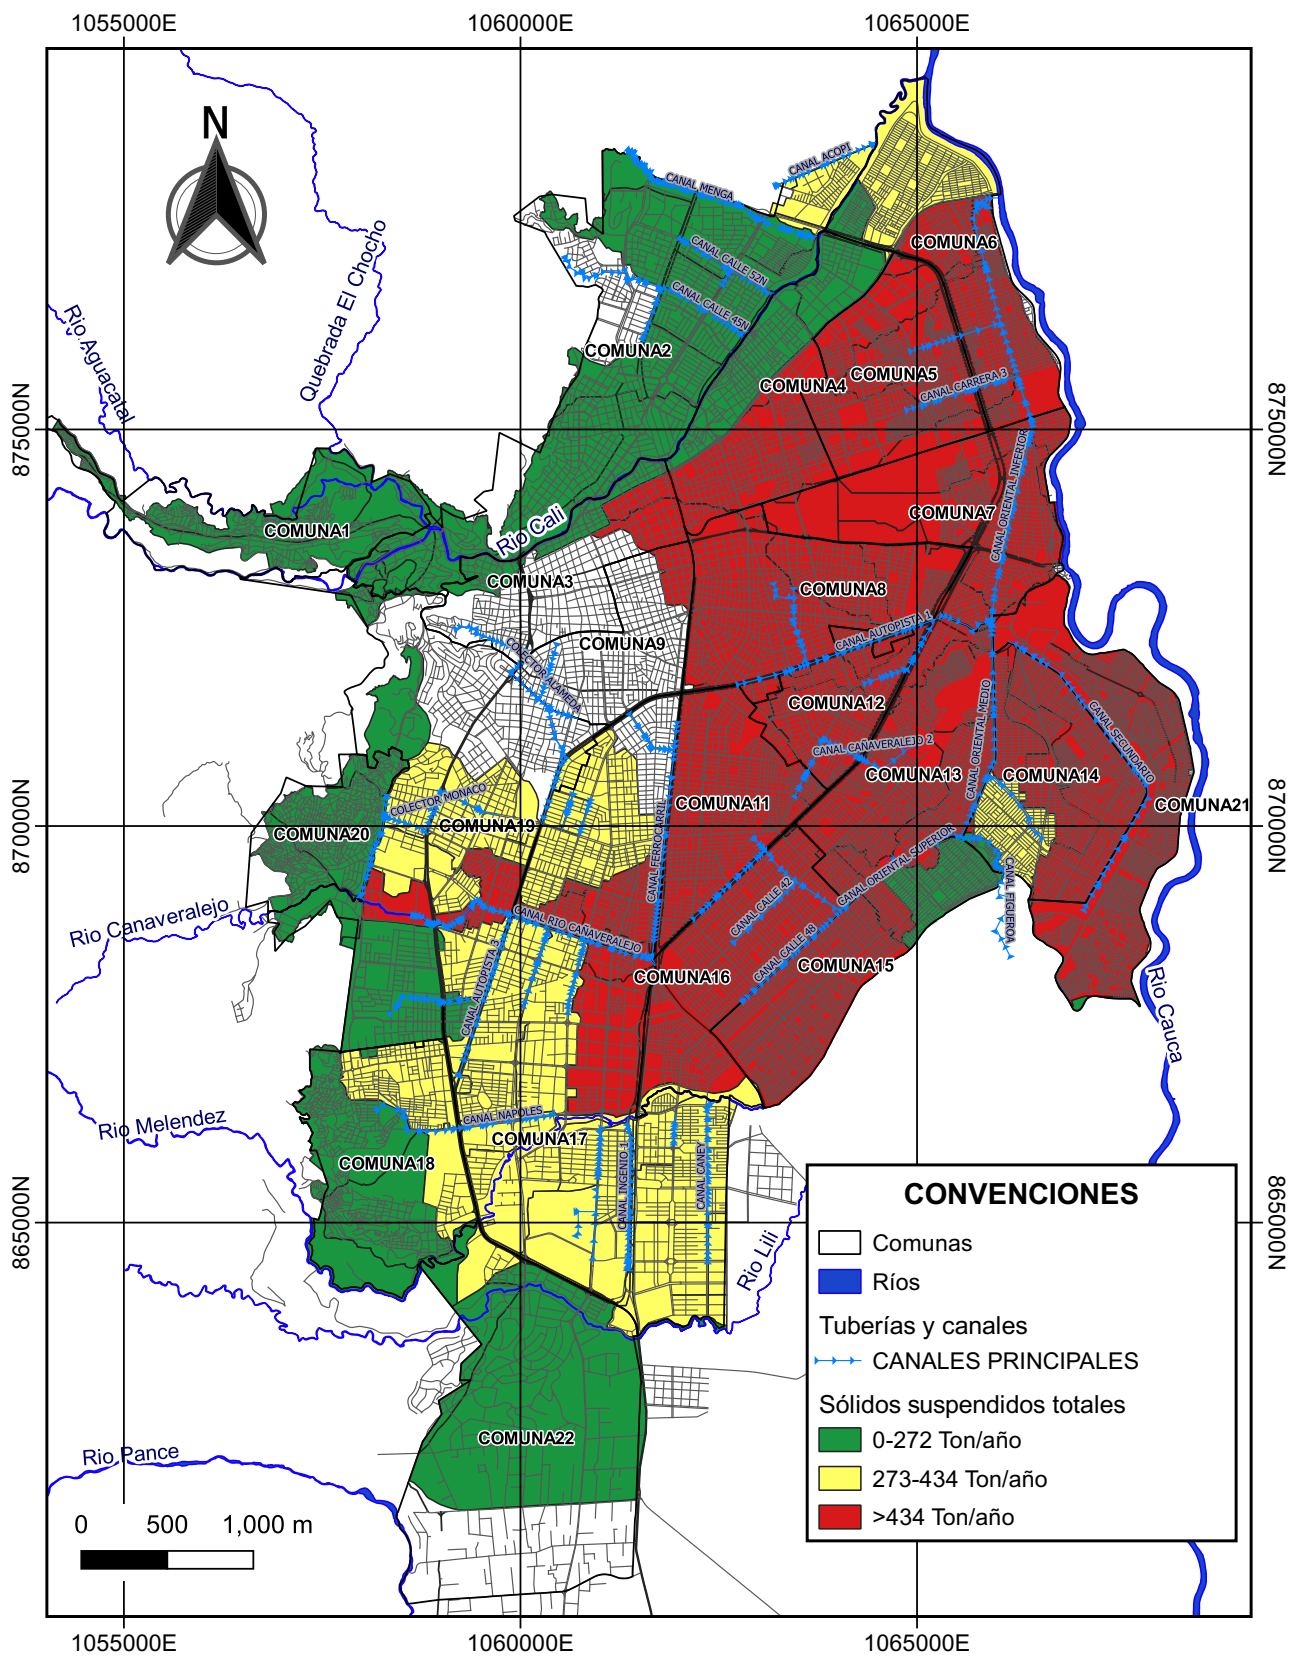 1055000E
1060000E
1065000E
N
CANAL ACOPI
CANAL MENGA
Quebrada El Chocho
COMUNA6
CANAL CALLE 52N
CANAL CALLE 45N
Rio Aguacatal
COMUNA2
COMUNA5
COMUNA4
CANAL CARRERA 3
875000N
875000N
CANAL ORIENTAL INFERIOR
COMUNA7
COMUNA1
Rio Cali
COMUNA3
COMUNA8
CANAL AUTOPISTA 1
COMUNA9
COLECTOR ALAMEDA
COMUNA12
CANAL ORIENTAL MEDIO
CANAL SECUNDARIO
CANAL CAÑAVERALEJO 2
COMUNA13
COMUNA14
COLECTOR MONACO
COMUNA11
COMUNA21
870000N
870000N
COMUNA20
COMUNA19
CANAL FERROCARRIL
CANAL ORIENTAL SUPERIOR
CANAL FIGUEROA
CANAL CALLE 42
Rio Canaveralejo
CANAL RIO CAÑAVERALEJO
CANAL CALLE 48
CANAL AUTOPISTA 3
COMUNA16
COMUNA15
Rio Cauca
Rio Melendez
CANAL NAPOLES
COMUNA17
COMUNA18
CANAL INGENIO 1
CANAL CANEY
865000N
865000N
Rio Lili
CONVENCIONES
Comunas
Ríos
Tuberías y canales
CANALES PRINCIPALES
Sólidos suspendidos totales
0-272 Ton/año
273-434 Ton/año
>434 Ton/año
COMUNA22
Rio Pance
0 500 1,000 m
1055000E
1060000E
1065000E